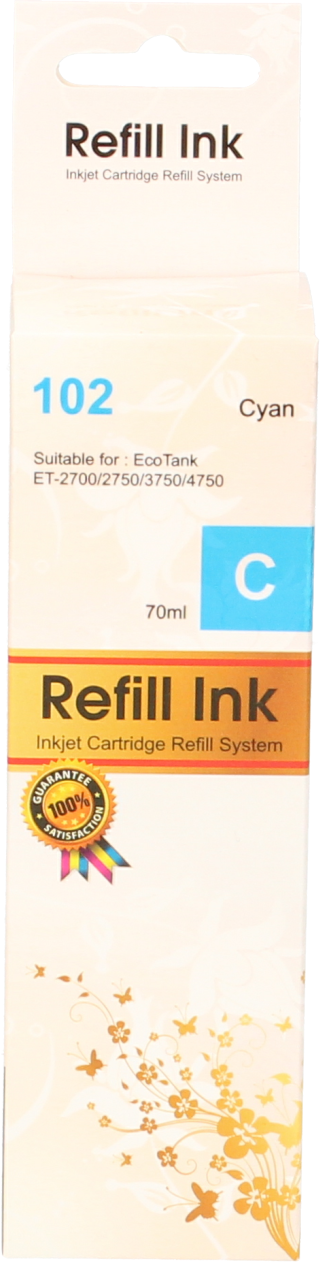 Refill Ink
Inkjet Cartridge Refill System
102
Cyan
Suitable for : EcoTank
ET-2700/2750/3750/4750
C
70ml
Refill Ink
Inkjet Cartridge Refill System
GUARANTEE
100%
SATISFACTION